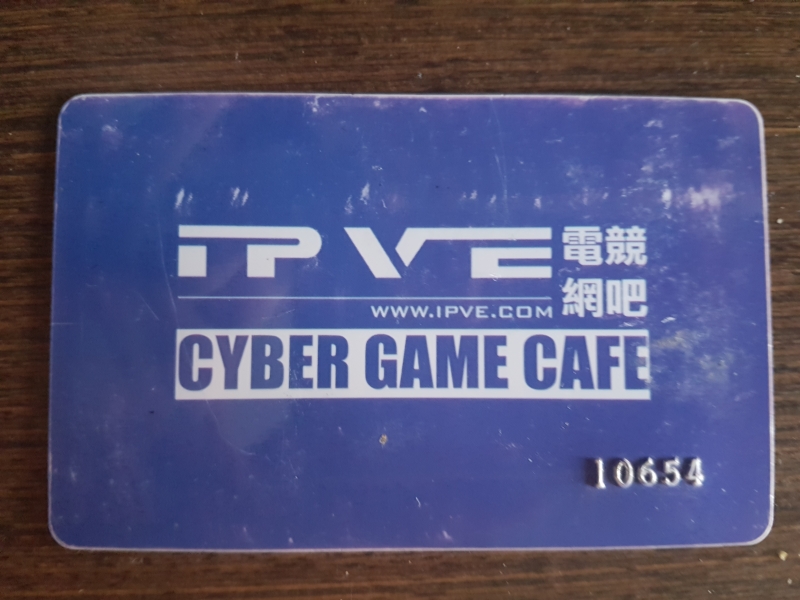 IPVE 電競
網吧
WWW.IPVE.COM
CYBER GAME CAFE
10654